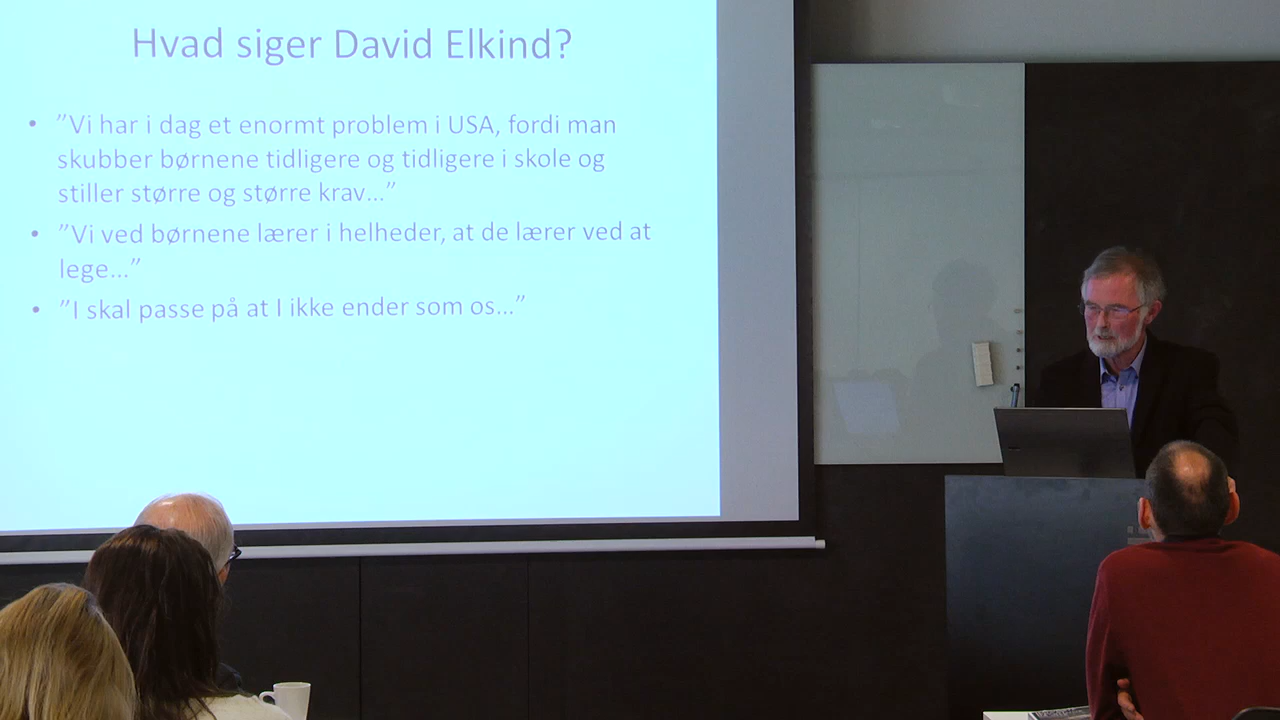 Hvad siger David Elkind?
• ”Vi har i dag et enormt problem i USA, fordi man
skubber børnene tidligere og tidligere i skole og
stiller større og større krav...”
• ”Vi ved børnene lærer i helheder, at de lærer ved at
lege...”
• ”I skal passe på at I ikke ender som os...”